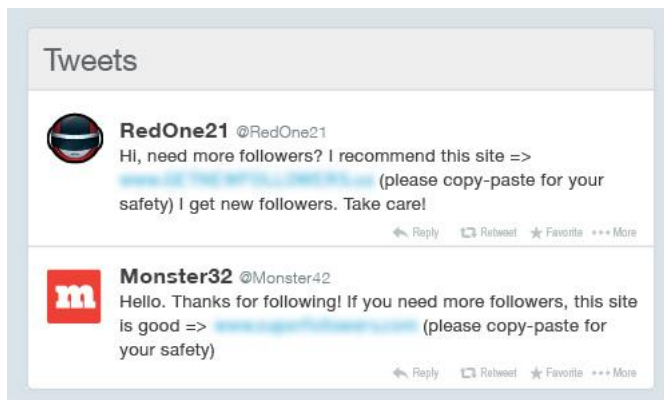 Tweets
RedOne21 @RedOne21
Hi, need more followers? I recommend this site =>
(please copy-paste for your
safety) I get new followers. Take care!
Reply Retweet Favorite More
m
Monster32 @Monster42
Hello. Thanks for following! If you need more followers, this site
is good => (please copy-paste for
your safety)
Reply Retweet Favorite More